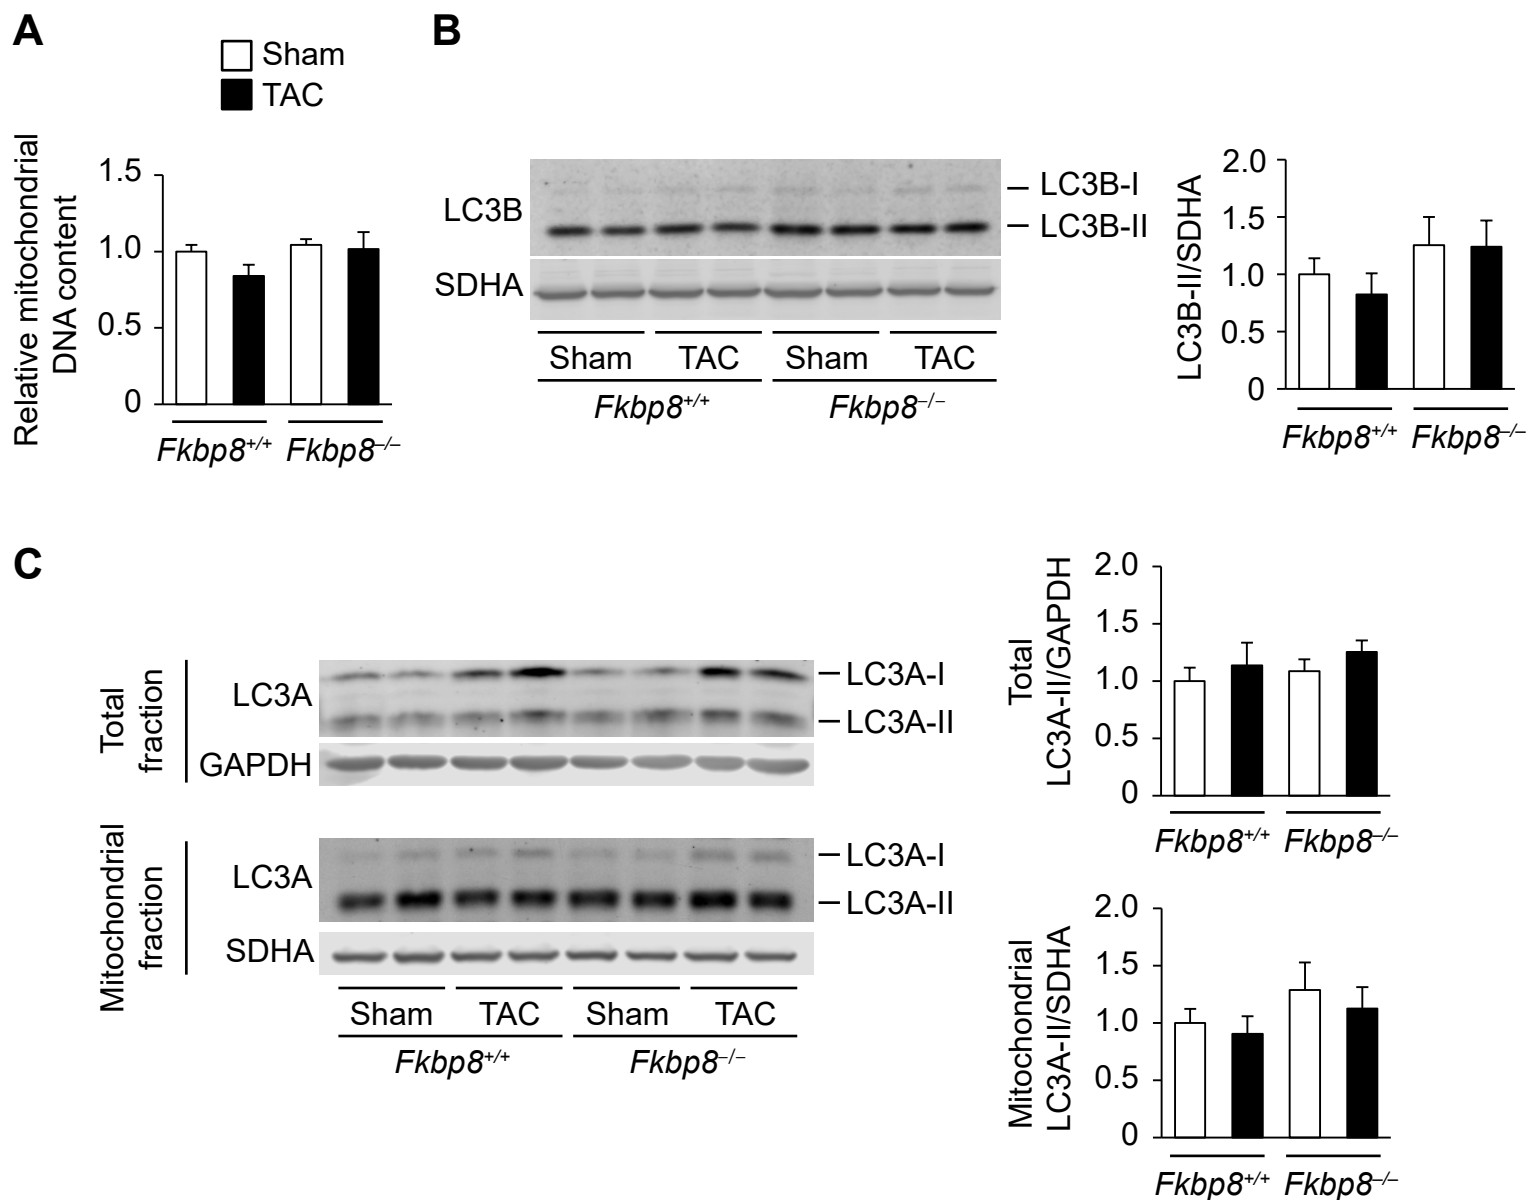 A
Sham
TAC
Relative mitochondrial
DNA content
1.5
1.0
0.5
0
Fkbp8+/+
Fkbp8–/–
B
LC3B
LC3B-I
LC3B-II
SDHA
Sham
TAC
Sham
TAC
Fkbp8+/+
Fkbp8–/–
LC3B-II/SDHA
2.0
1.5
1.0
0.5
0
Fkbp8+/+
Fkbp8–/–
C
Total
fraction
LC3A
LC3A-I
LC3A-II
GAPDH
Mitochondrial
fraction
LC3A
LC3A-I
LC3A-II
SDHA
Sham
TAC
Sham
TAC
Fkbp8+/+
Fkbp8–/–
Total
LC3A-II/GAPDH
2.0
1.5
1.0
0.5
0
Fkbp8+/+
Fkbp8–/–
Mitochondrial
LC3A-II/SDHA
2.0
1.5
1.0
0.5
0
Fkbp8+/+
Fkbp8–/–